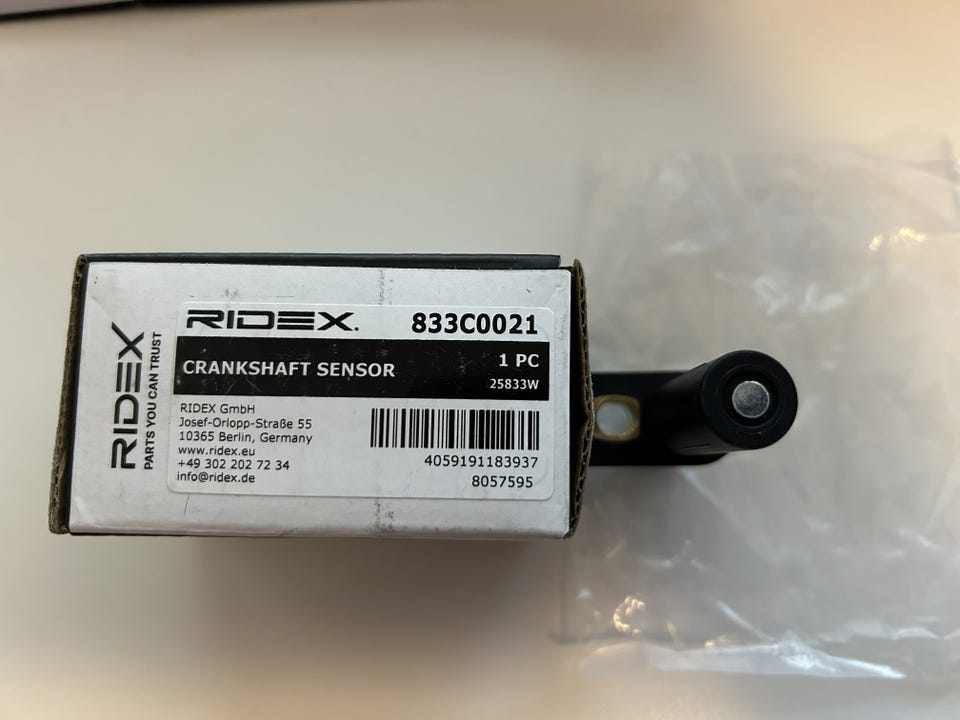 RIDEX
PARTS YOU CAN TRUST
RIDEX.
833C0021
CRANKSHAFT SENSOR
1 PC
25833W
RIDEX GmbH
Josef-Orlopp-Straße 55
10365 Berlin, Germany
www.ridex.eu
+49 302 202 72 34
info@ridex.de
4059191183937
8057595